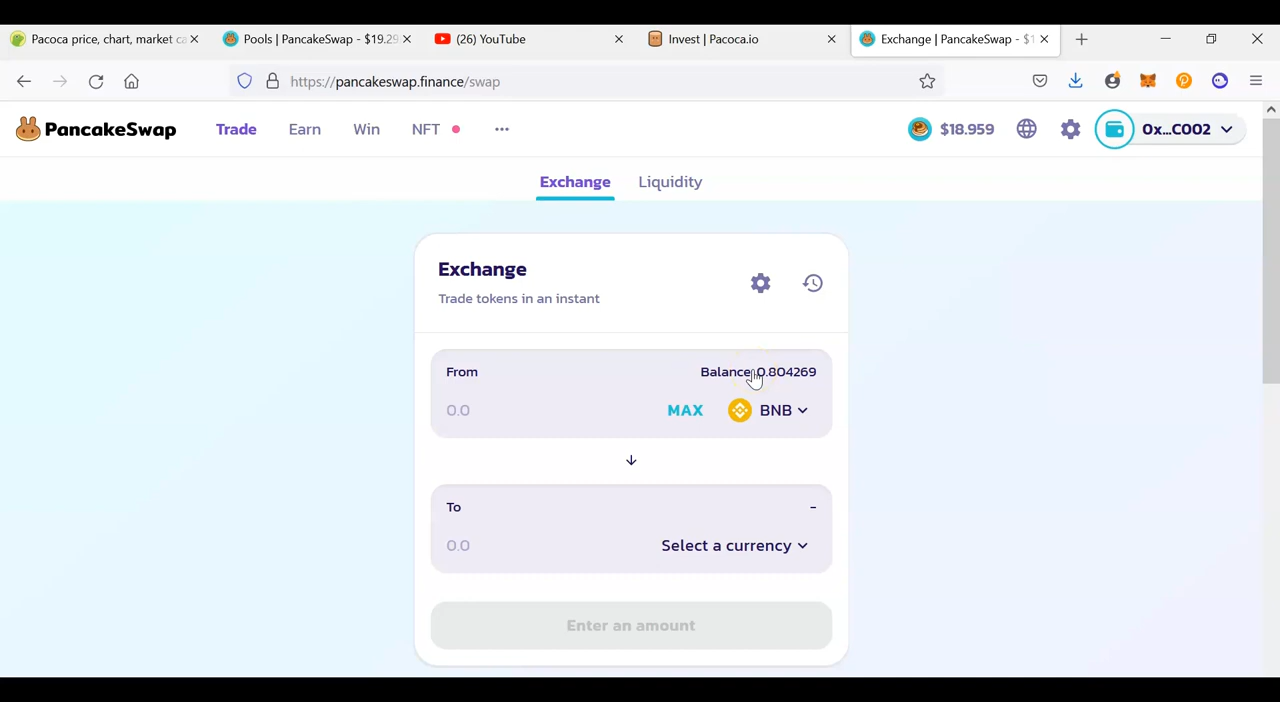 Pacoca price, chart, market ca
Pools | PancakeSwap - $19.29
(26) YouTube
Invest | Pacoca.io
Exchange | PancakeSwap - $1
https://pancakeswap.finance/swap
PancakeSwap
Trade
Earn
Win
NFT
$18.959
0x...C002
Exchange
Liquidity
Exchange
Trade tokens in an instant
From
Balance: 0.804269
0.0
MAX
BNB
To
-
0.0
Select a currency
Enter an amount